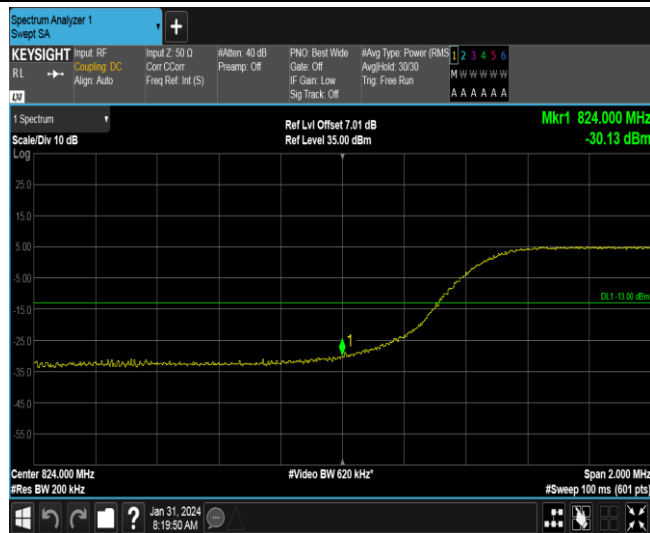 Spectrum Analyzer 1
Swept SA
+
KEYSIGHT
RL
LXI
Input: RF
Coupling: DC
Align: Auto
Input Z: 50 Ω
Corr CCorr
Freq Ref: Int (S)
#Atten: 40 dB
Preamp: Off
PNO: Best Wide
Gate: Off
IF Gain: Low
Sig Track: Off
#Avg Type: Power (RMS
Avg|Hold: 30/30
Trig: Free Run
1 2 3 4 5 6
M W W W W W
A A A A A A
1 Spectrum
Scale/Div 10 dB
Log
Ref Lvl Offset 7.01 dB
Ref Level 35.00 dBm
Mkr1 824.000 MHz
-30.13 dBm
25.0
15.0
5.00
-5.00
DL1 -13.00 dBm
-15.0
1
-25.0
-35.0
-45.0
-55.0
Center 824.000 MHz
#Video BW 620 kHz*
Span 2.000 MHz
#Res BW 200 kHz
#Sweep 100 ms (601 pts)
?
Jan 31, 2024
8:19:50 AM